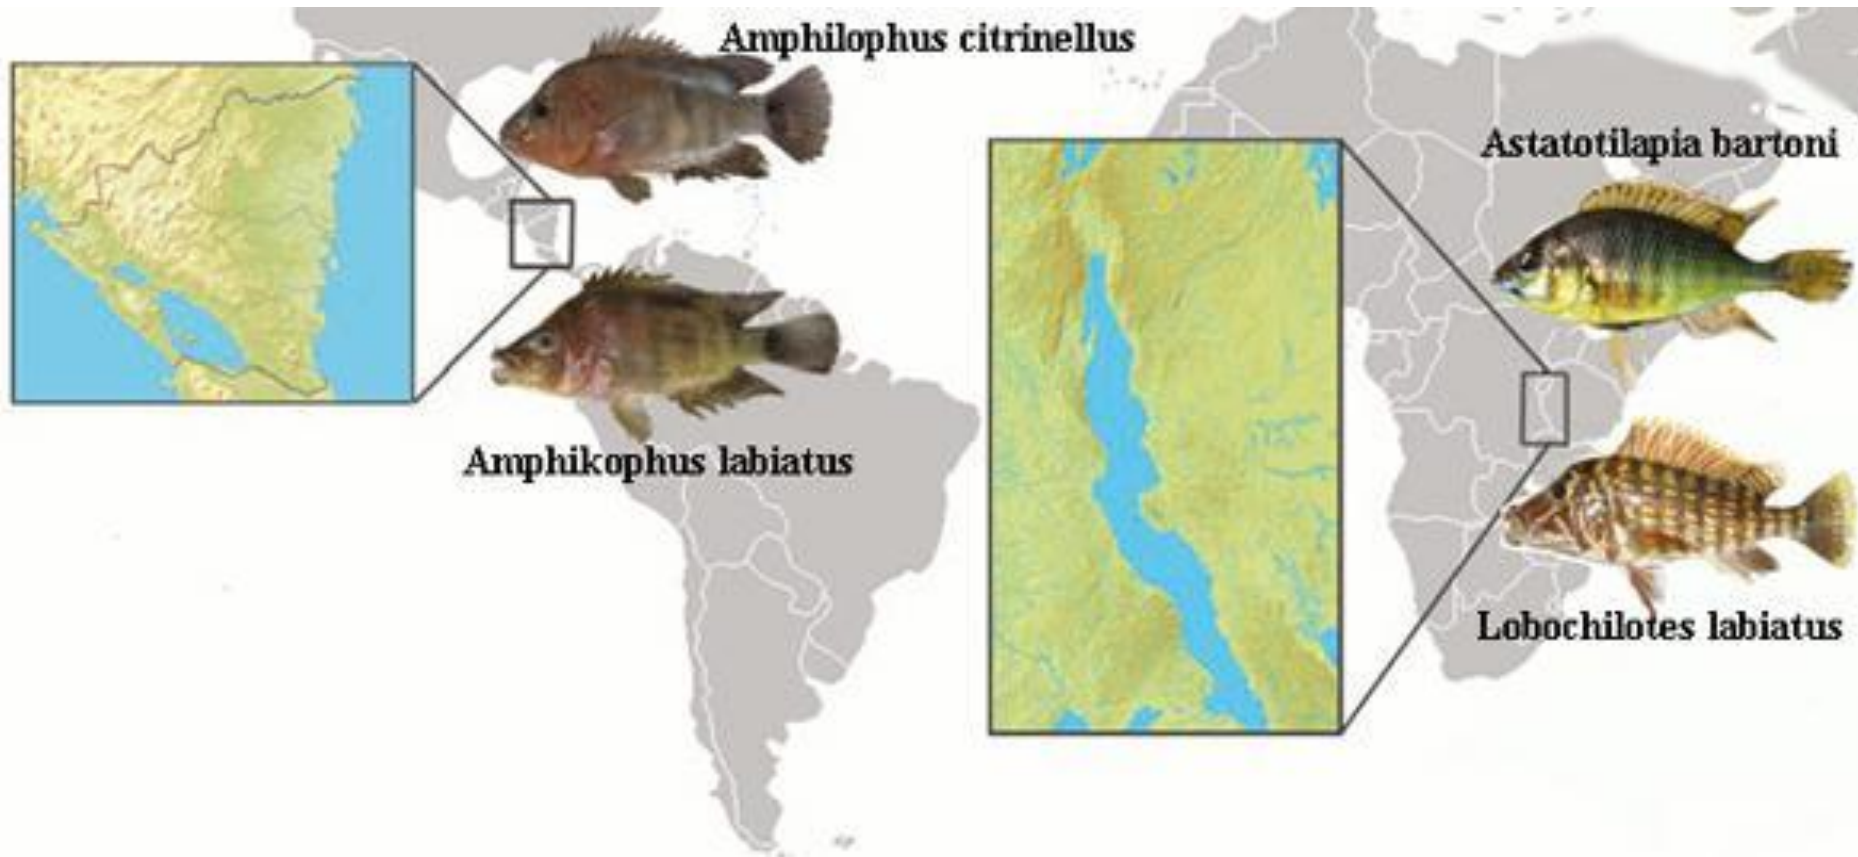 Amphilophus citrinellus
Amphikophus labiatus
Astatotilapia bartoni
Lobochilotes labiatus